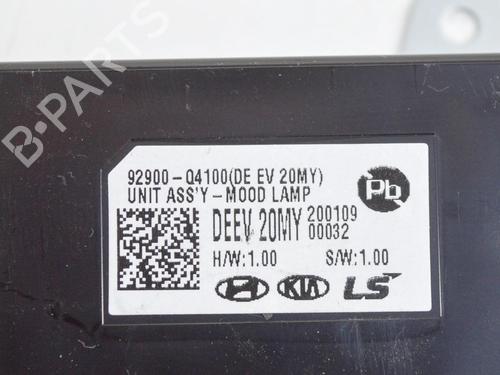 B-PARTS
92900-Q4100(DE EV 20MY)
UNIT ASS'Y-MOOD LAMP
Pb
DEEV 20MY 200109
00032
H/W:1.00 S/W:1.00
KIA LS